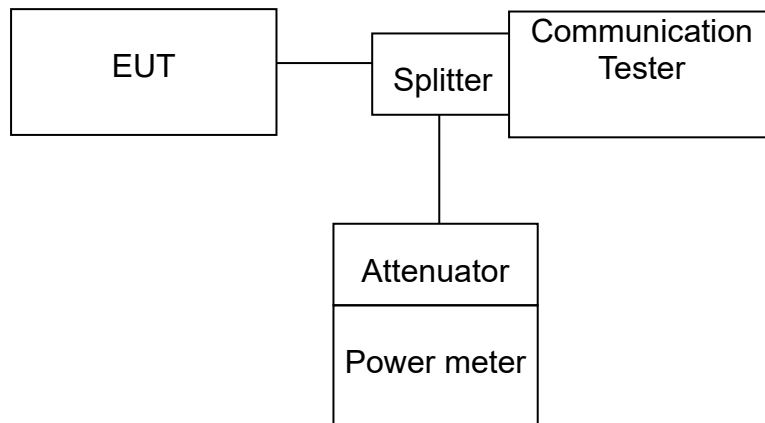 EUT
Splitter
Communication
Tester
Attenuator
Power meter